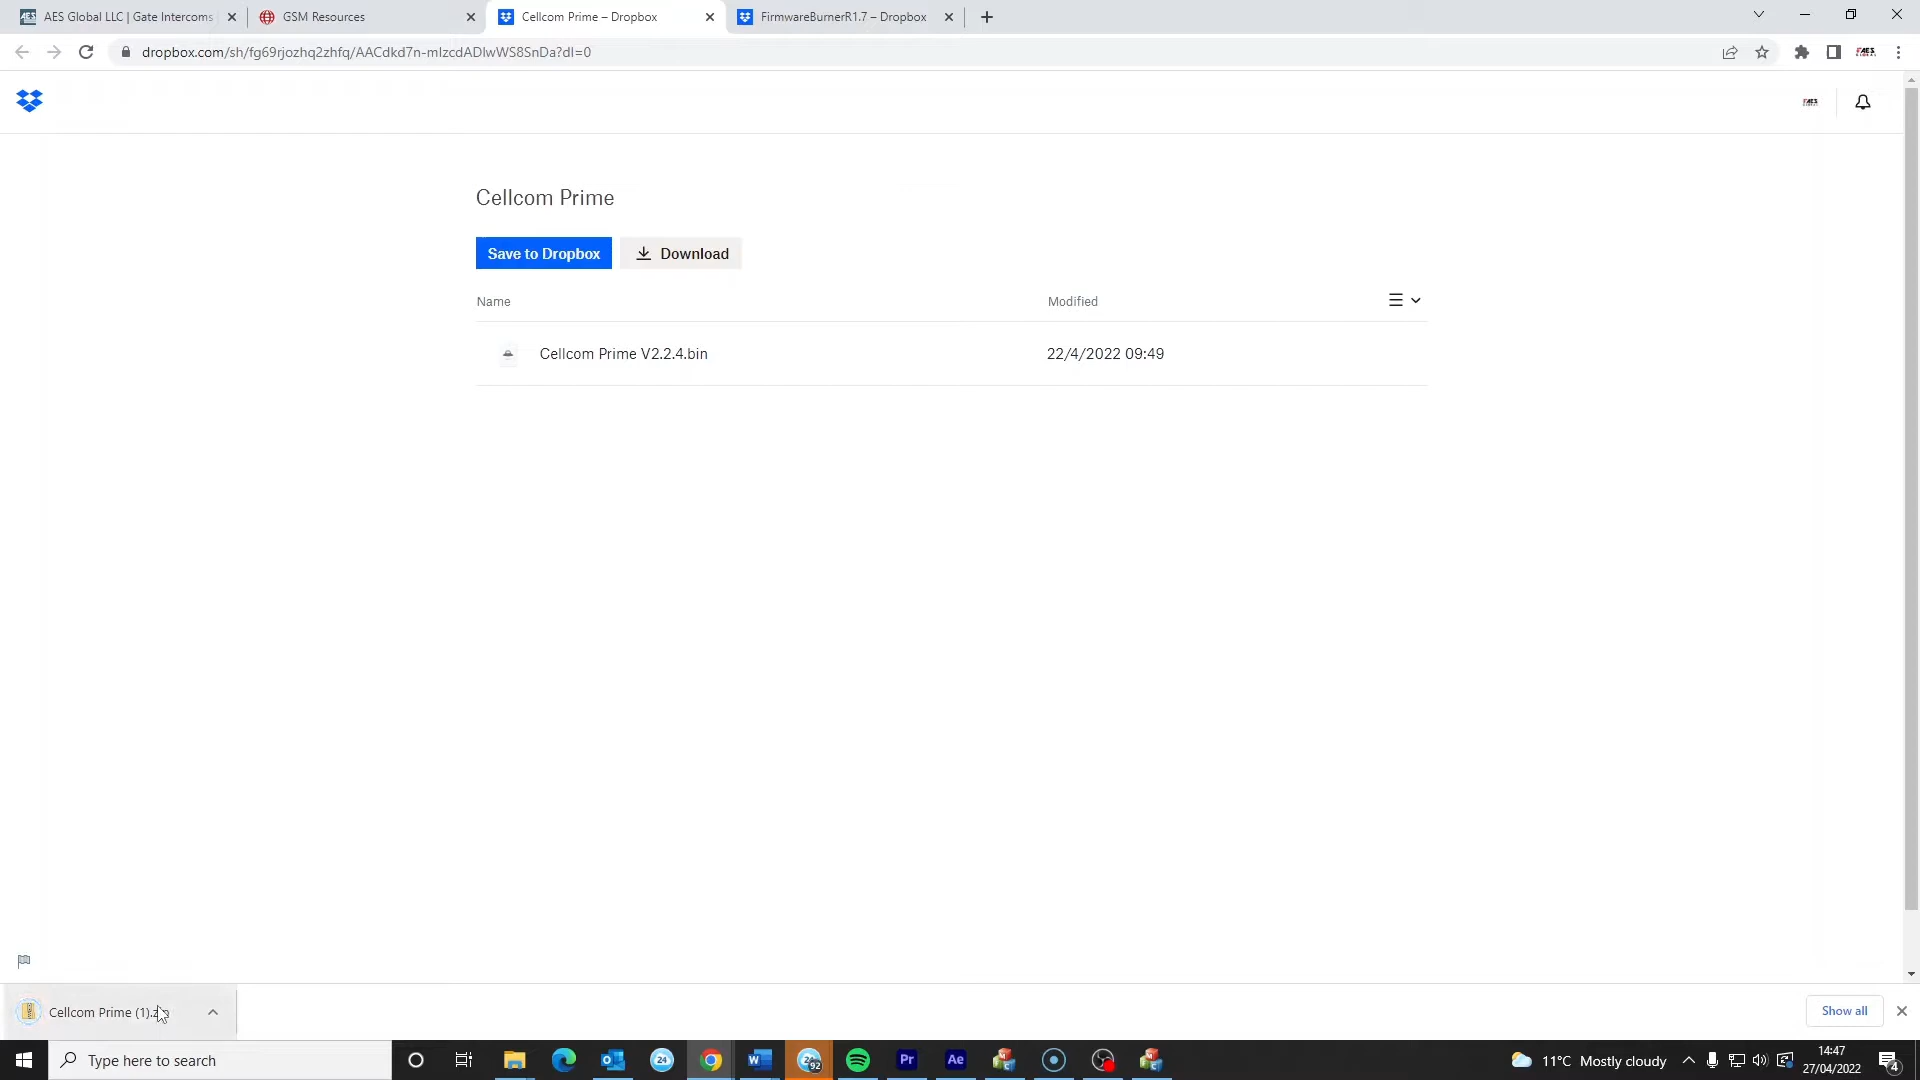 AES Global LLC | Gate Intercoms
GSM Resources
Cellcom Prime – Dropbox
FirmwareBurnerR1.7 – Dropbox
dropbox.com/sh/fg69rjozhq2zhfq/AACdkd7n-mIzcdADlwWS8SnDa?dl=0
Cellcom Prime
Save to Dropbox
Download
Name
Modified
Cellcom Prime V2.2.4.bin
22/4/2022 09:49
Cellcom Prime (1).zip
Show all
Type here to search
11°C Mostly cloudy
14:47
27/04/2022